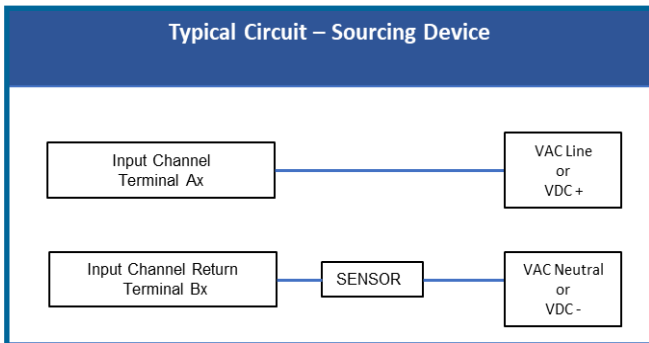 Typical Circuit – Sourcing Device
Input Channel
Terminal Ax
VAC Line
or
VDC +
Input Channel Return
Terminal Bx
SENSOR
VAC Neutral
or
VDC -